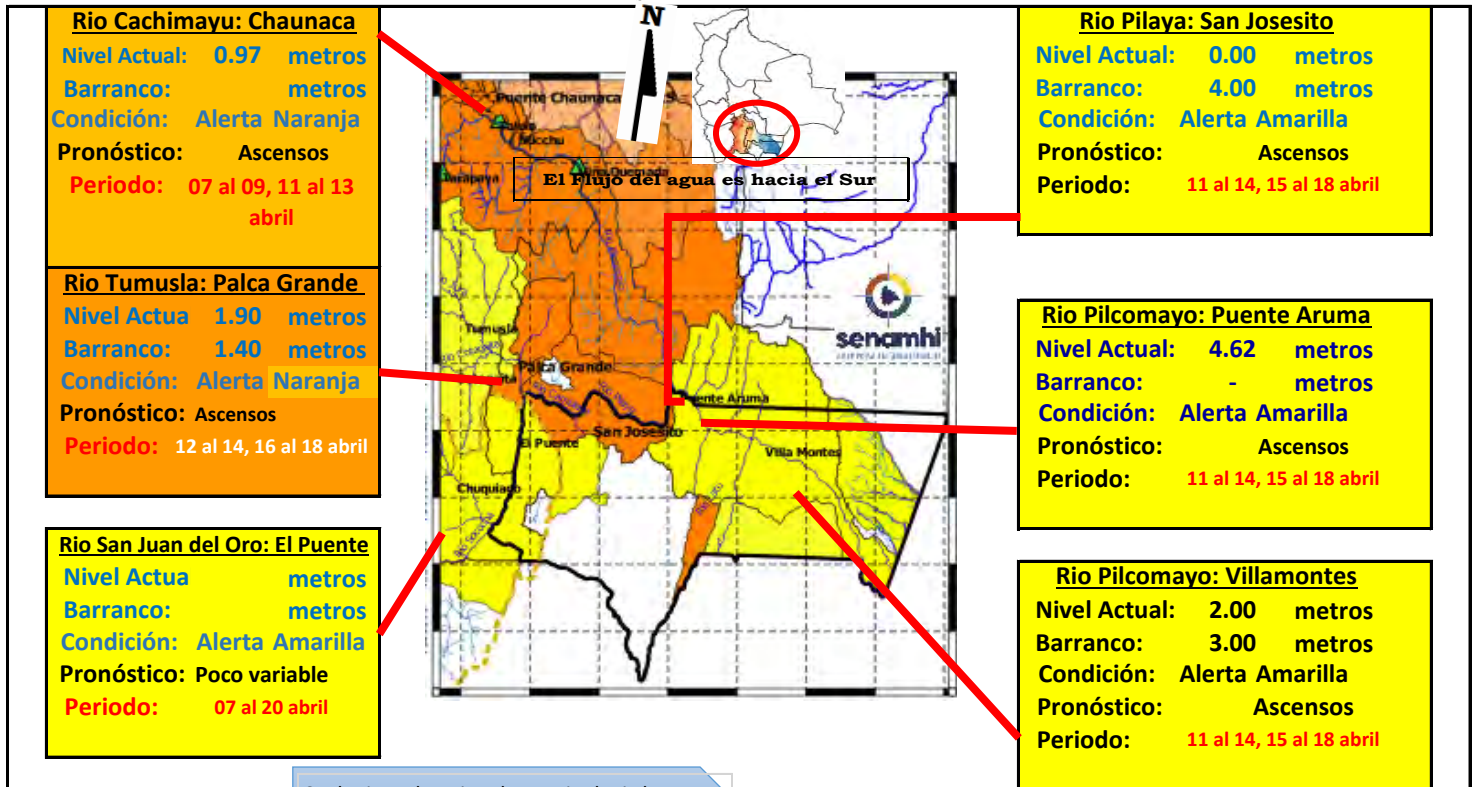 Rio Cachimayu: Chaunaca
Nivel Actual: 0.97 metros
Barranco: metros
Condición: Alerta Naranja
Pronóstico: Ascensos
Periodo: 07 al 09, 11 al 13
abril
Rio Tumusla: Palca Grande
Nivel Actua 1.90 metros
Barranco: 1.40 metros
Condición: Alerta Naranja
Pronóstico: Ascensos
Periodo: 12 al 14, 16 al 18 abril
Rio San Juan del Oro: El Puente
Nivel Actua metros
Barranco: metros
Condición: Alerta Amarilla
Pronóstico: Poco variable
Periodo: 07 al 20 abril
N
Puente Chaunaca
Tarapaya
El Flujo del agua es hacia el Sur
Tumusla
Palca Grande
Puente Aruma
San Josesito
El Puente
Villa Montes
Chuquiago
senamhi
Rio Pilaya: San Josesito
Nivel Actual: 0.00 metros
Barranco: 4.00 metros
Condición: Alerta Amarilla
Pronóstico: Ascensos
Periodo: 11 al 14, 15 al 18 abril
Rio Pilcomayo: Puente Aruma
Nivel Actual: 4.62 metros
Barranco: - metros
Condición: Alerta Amarilla
Pronóstico: Ascensos
Periodo: 11 al 14, 15 al 18 abril
Rio Pilcomayo: Villamontes
Nivel Actual: 2.00 metros
Barranco: 3.00 metros
Condición: Alerta Amarilla
Pronóstico: Ascensos
Periodo: 11 al 14, 15 al 18 abril